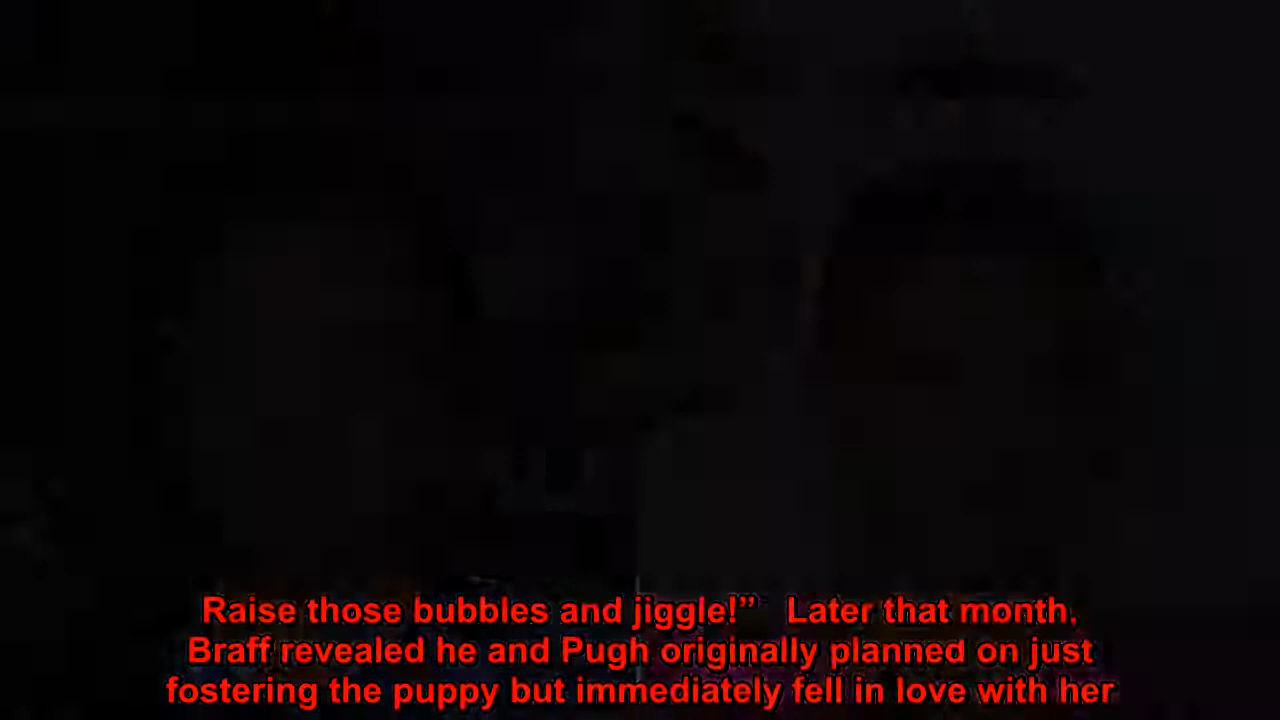 Raise those bubbles and jiggle!” Later that month,
Braff revealed he and Pugh originally planned on just
fostering the puppy but immediately fell in love with her